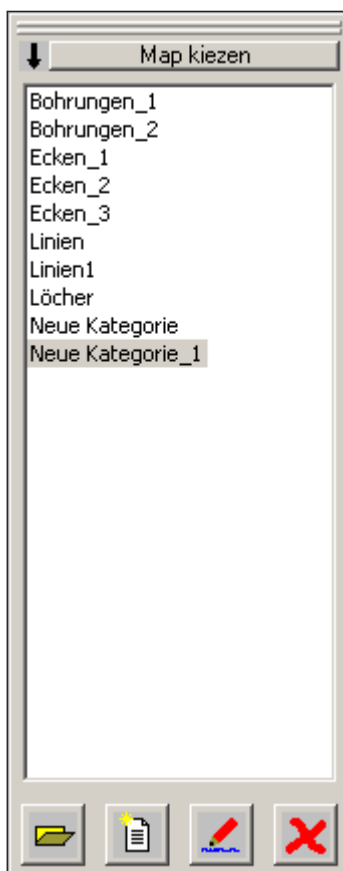 Map kiezen
Bohrungen_1
Bohrungen_2
Ecken_1
Ecken_2
Ecken_3
Linien
Linien1
Löcher
Neue Kategorie
Neue Kategorie_1